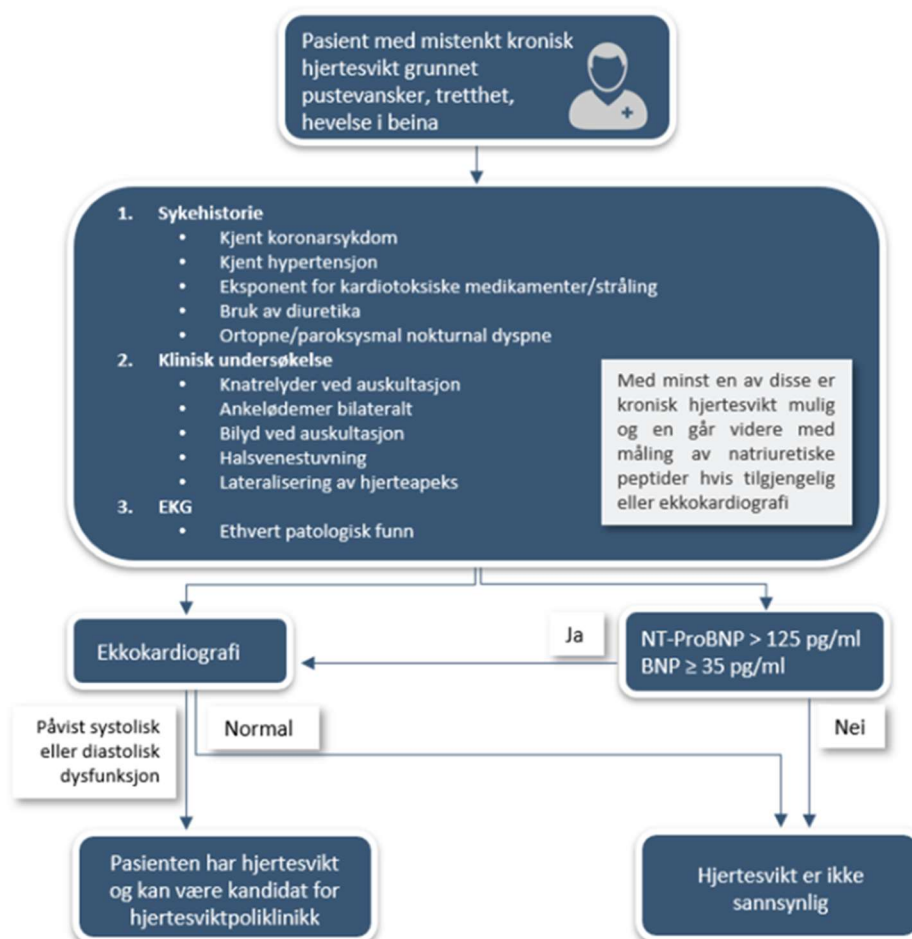 Pasient med mistenkt kronisk
hjertesvikt grunnet
pustevansker, tretthet,
hevelse i beina
1. Sykehistorie
• Kjent koronarsykdom
• Kjent hypertensjon
• Eksponent for kardiotoksiske medikamenter/stråling
• Bruk av diuretika
• Ortopne/paroksysmal nokturnal dyspne
2. Klinisk undersøkelse
• Knatrelyder ved auskultasjon
• Ankelødemer bilateralt
• Bilyd ved auskultasjon
• Halsvenestuvning
• Lateralisering av hjerteapeks
3. EKG
• Ethvert patologisk funn
Med minst en av disse er
kronisk hjertesvikt mulig
og en går videre med
måling av natriuretiske
peptider hvis tilgjengelig
eller ekkokardiografi
Ekkokardiografi
Ja
NT-ProBNP > 125 pg/ml
BNP ≥ 35 pg/ml
Påvist systolisk
eller diastolisk
dysfunksjon
Normal
Nei
Pasienten har hjertesvikt
og kan være kandidat for
hjertesviktpoliklinikk
Hjertesvikt er ikke
sannsynlig